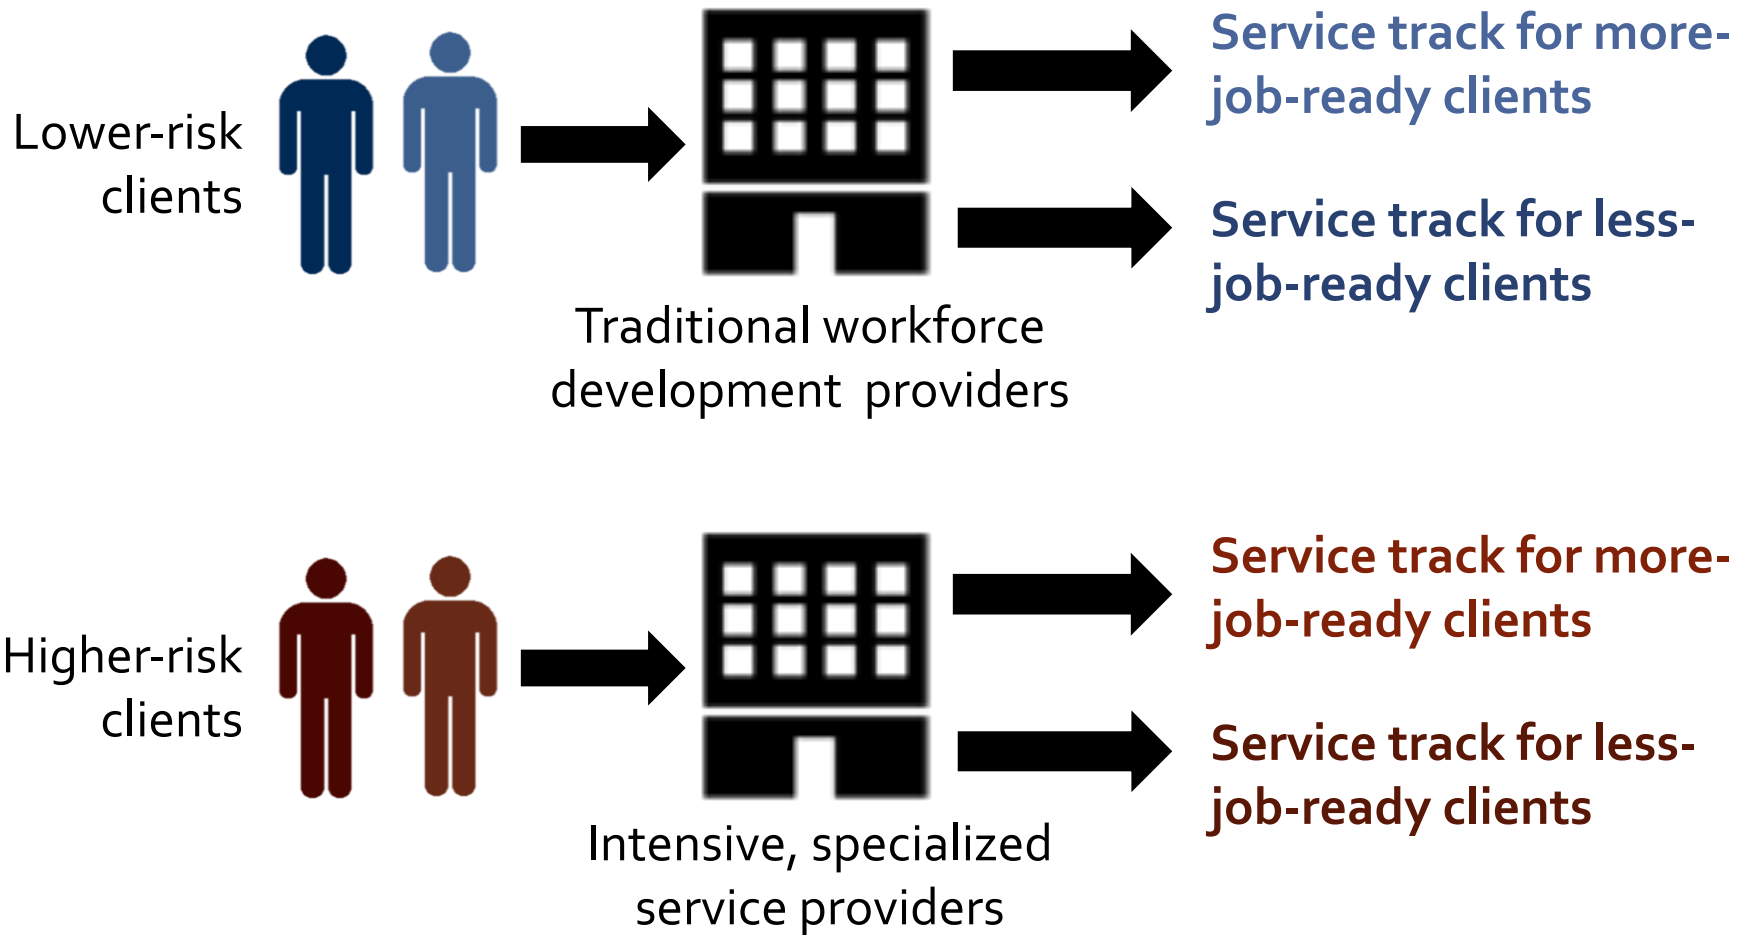 Lower-risk
clients
Traditional workforce
development  providers
Service track for more-
job-ready clients
Service track for less-
job-ready clients
Higher-risk
clients
Intensive, specialized
service providers
Service track for more-
job-ready clients
Service track for less-
job-ready clients